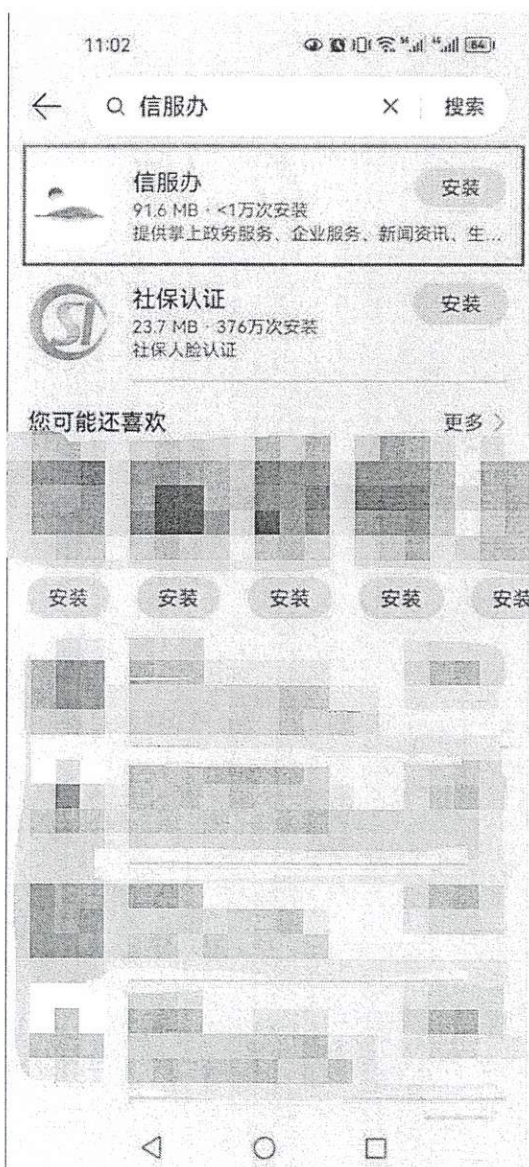 11:02
84
信服办
搜索
信服办
安装
91.6 MB · <1万次安装
提供掌上政务服务、企业服务、新闻资讯、生...
社保认证
安装
23.7 MB · 376万次安装
社保人脸认证
您可能还喜欢
更多
安装 安装 安装 安装 安装